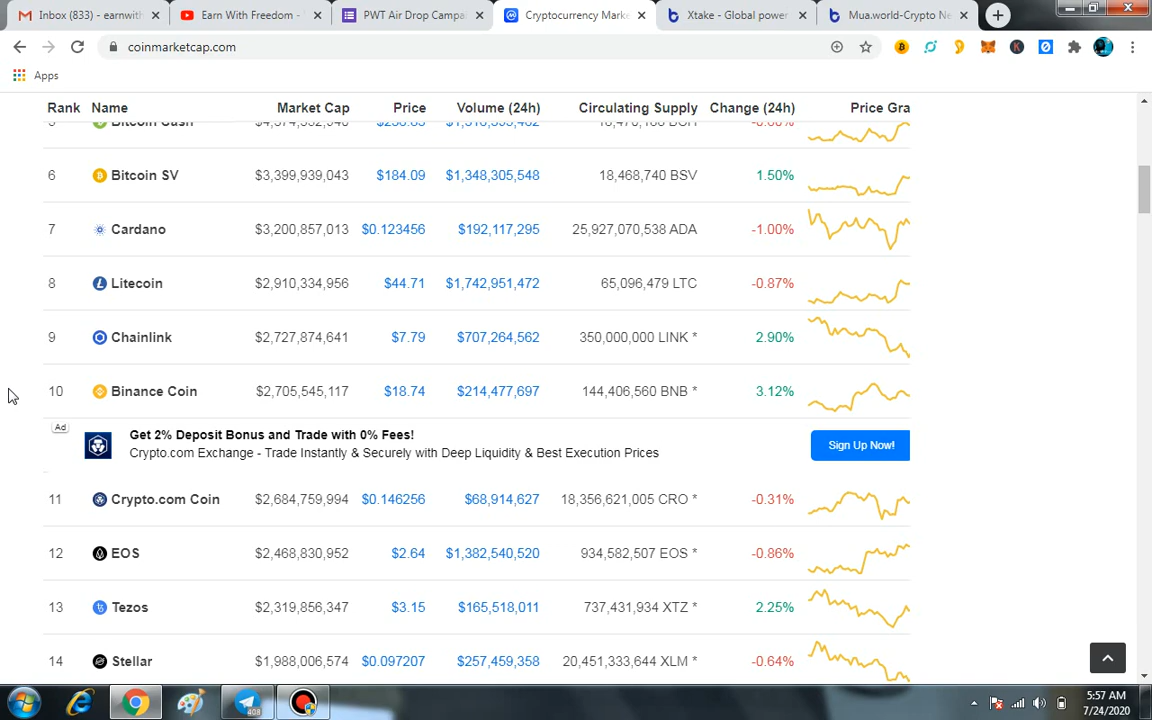 Inbox (833) - earnwith
Earn With Freedom -
PWT Air Drop Campa
Cryptocurrency Marke
Xtake - Global power
Mua.world-Crypto Ne
coinmarketcap.com
Apps
Rank Name Market Cap Price Volume (24h) Circulating Supply Change (24h) Price Gra
Bitcoin Cash
6 Bitcoin SV $3,399,939,043 $184.09 $1,348,305,548 18,468,740 BSV 1.50%
7 Cardano $3,200,857,013 $0.123456 $192,117,295 25,927,070,538 ADA -1.00%
8 Litecoin $2,910,334,956 $44.71 $1,742,951,472 65,096,479 LTC -0.87%
9 Chainlink $2,727,874,641 $7.79 $707,264,562 350,000,000 LINK * 2.90%
10 Binance Coin $2,705,545,117 $18.74 $214,477,697 144,406,560 BNB * 3.12%
Ad
Get 2% Deposit Bonus and Trade with 0% Fees!
Crypto.com Exchange - Trade Instantly & Securely with Deep Liquidity & Best Execution Prices
Sign Up Now!
11 Crypto.com Coin $2,684,759,994 $0.146256 $68,914,627 18,356,621,005 CRO * -0.31%
12 EOS $2,468,830,952 $2.64 $1,382,540,520 934,582,507 EOS * -0.86%
13 Tezos $2,319,856,347 $3.15 $165,518,011 737,431,934 XTZ * 2.25%
14 Stellar $1,988,006,574 $0.097207 $257,459,358 20,451,333,644 XLM * -0.64%
408
5:57 AM
7/24/2020